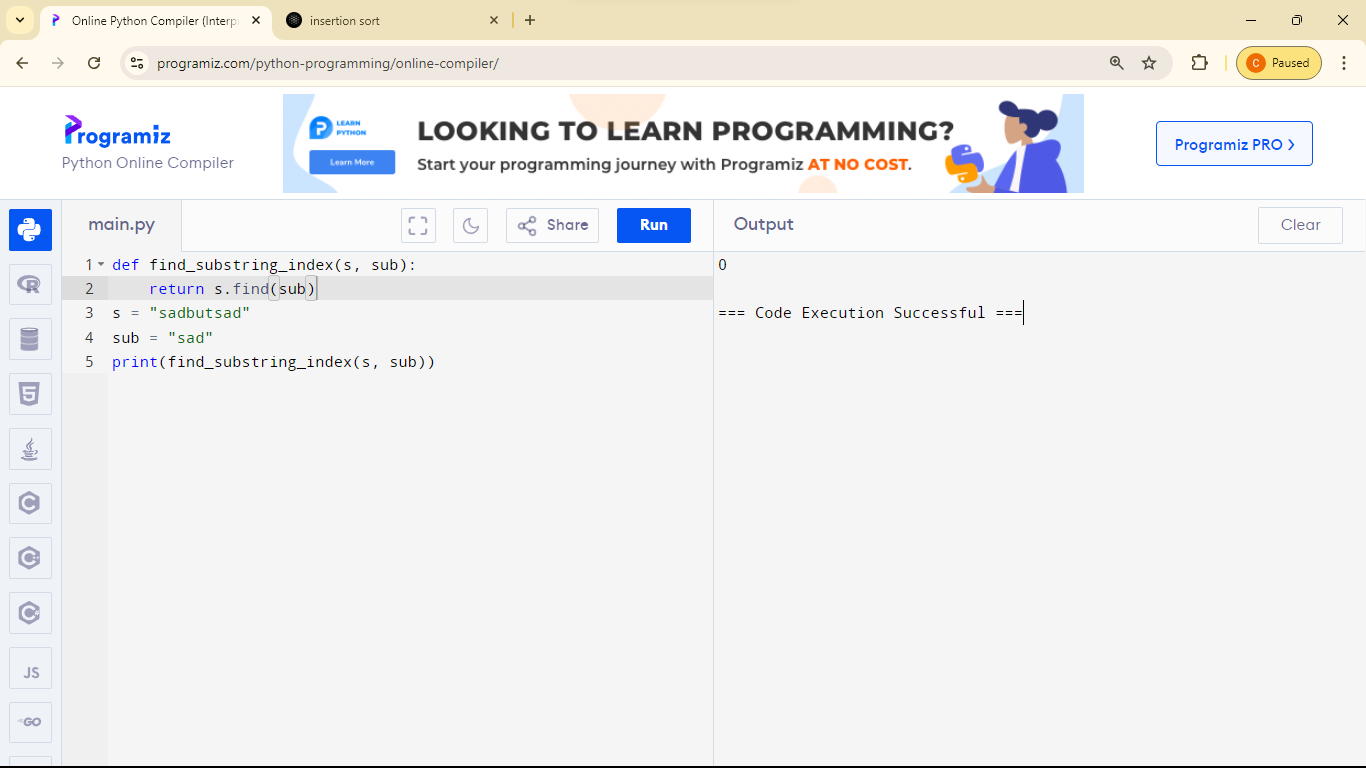 Online Python Compiler (Interp
insertion sort
programiz.com/python-programming/online-compiler/
C Paused
Programiz
Python Online Compiler
LEARN
PYTHON
Learn More
LOOKING TO LEARN PROGRAMMING?
Start your programming journey with Programiz AT NO COST.
Programiz PRO >
main.py
Share
Run
Output
Clear
1 def find_substring_index(s, sub):
2     return s.find(sub)
3 s = "sadbutsad"
4 sub = "sad"
5 print(find_substring_index(s, sub))
0
=== Code Execution Successful ===
R
5
C
C
C
JS
GO